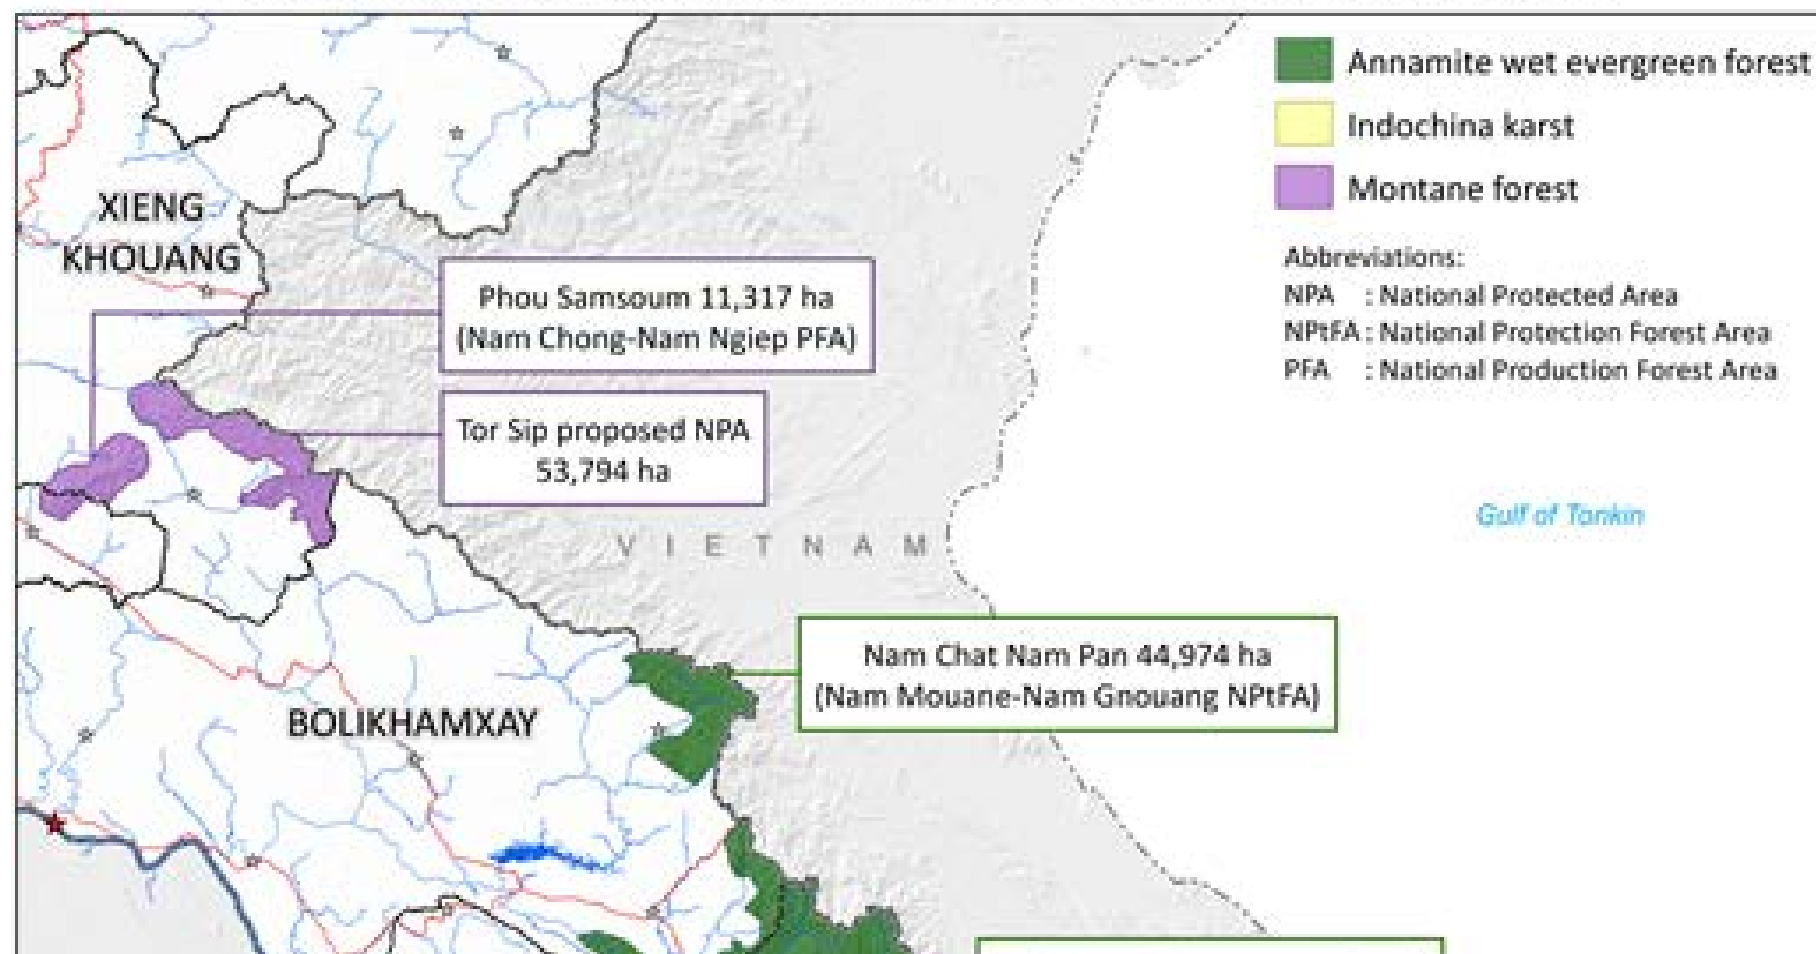 Annamite wet evergreen forest
Indochina karst
Montane forest
Abbreviations:
NPA : National Protected Area
NPtFA : National Protection Forest Area
PFA : National Production Forest Area
XIENG
KHOUANG
Phou Samsoum 11,317 ha
(Nam Chong-Nam Ngiep PFA)
Tor Sip proposed NPA
53,794 ha
Gulf of Tonkin
VIETNAM
Nam Chat Nam Pan 44,974 ha
(Nam Mouane-Nam Gnouang NPtFA)
BOLIKHAMXAY